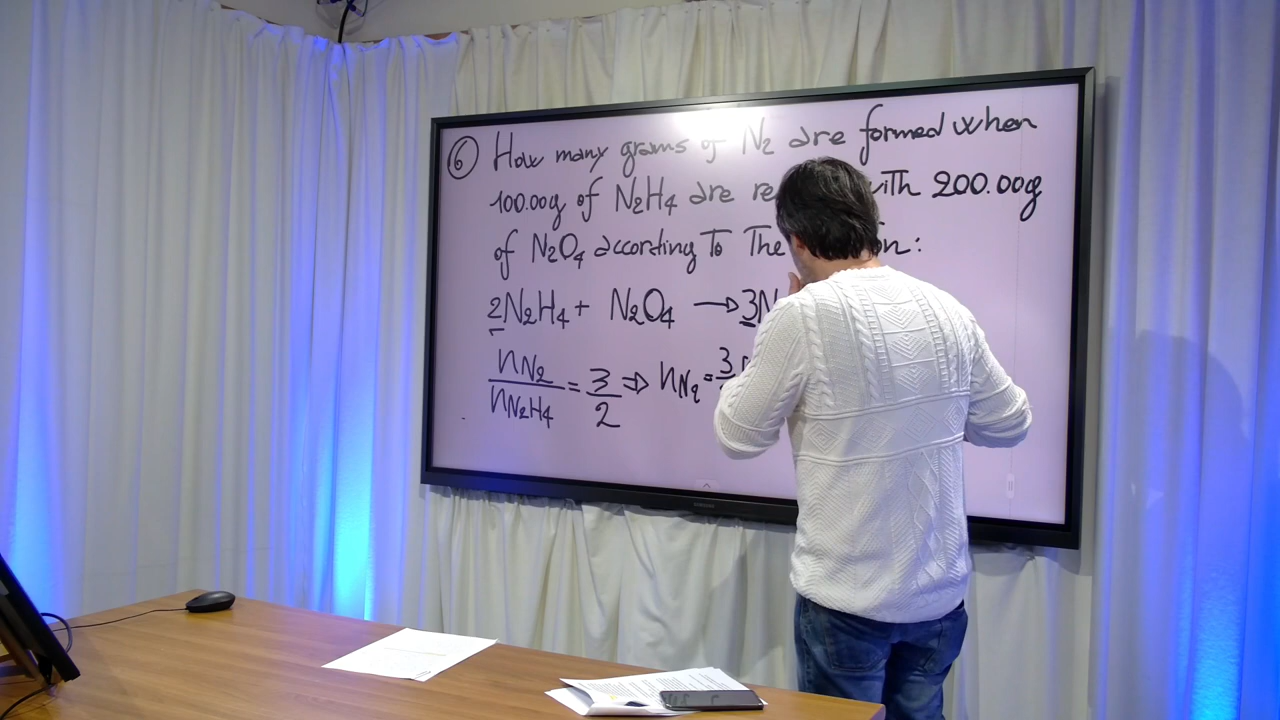 ⑥ How many grams of N₂ are formed when
100.00g of N₂H₄ are with 200.00g
of N₂O₄ according To The :
2N₂H₄ + N₂O₄ → 3N
nN₂/nN₂H₄ = 3/2 ⇒ nN₂ = 3